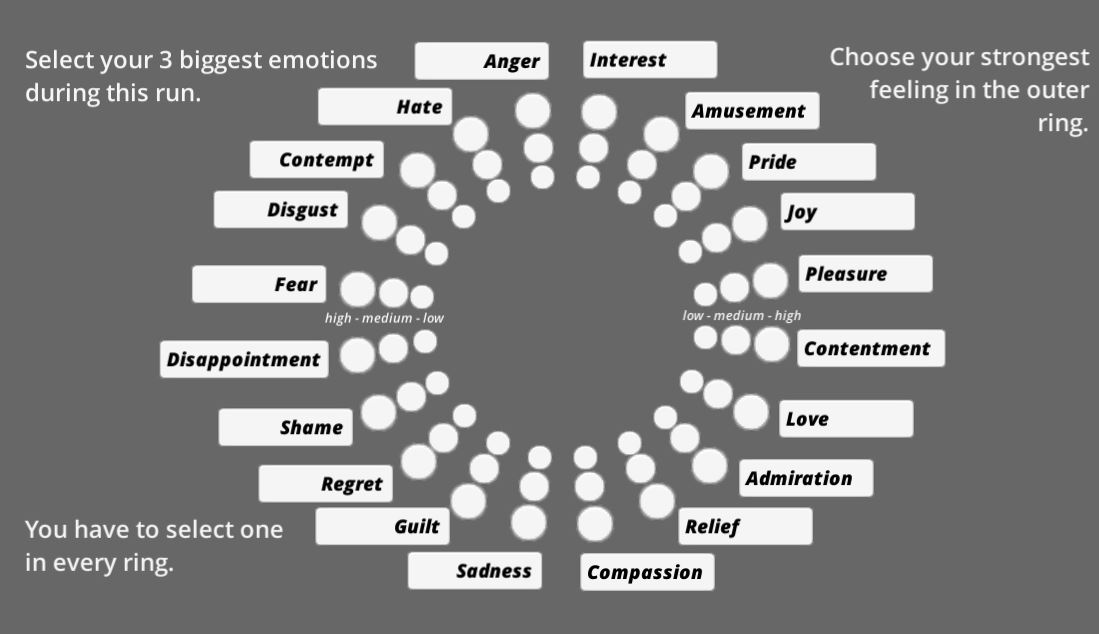 Select your 3 biggest emotions
during this run.
Choose your strongest
feeling in the outer
ring.
Anger
Interest
Hate
Amusement
Contempt
Pride
Disgust
Joy
Fear
Pleasure
high - medium - low
low - medium - high
Disappointment
Contentment
Shame
Love
Regret
Admiration
Guilt
Relief
You have to select one
in every ring.
Sadness
Compassion